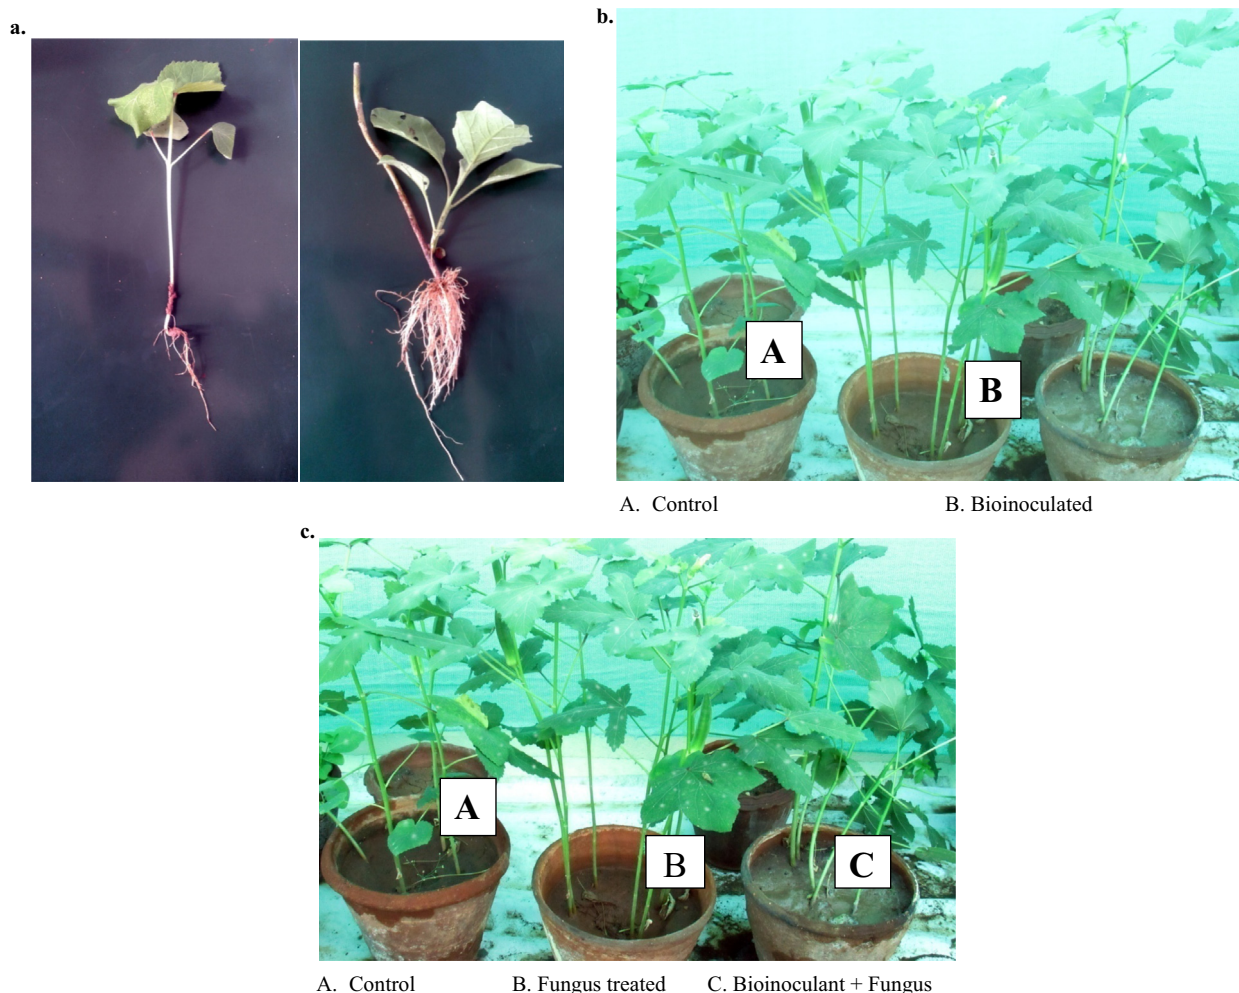 a.
b.
A
B
A. Control
B. Bioinoculated
c.
A
B
C
A. Control
B. Fungus treated
C. Bioinoculant + Fungus